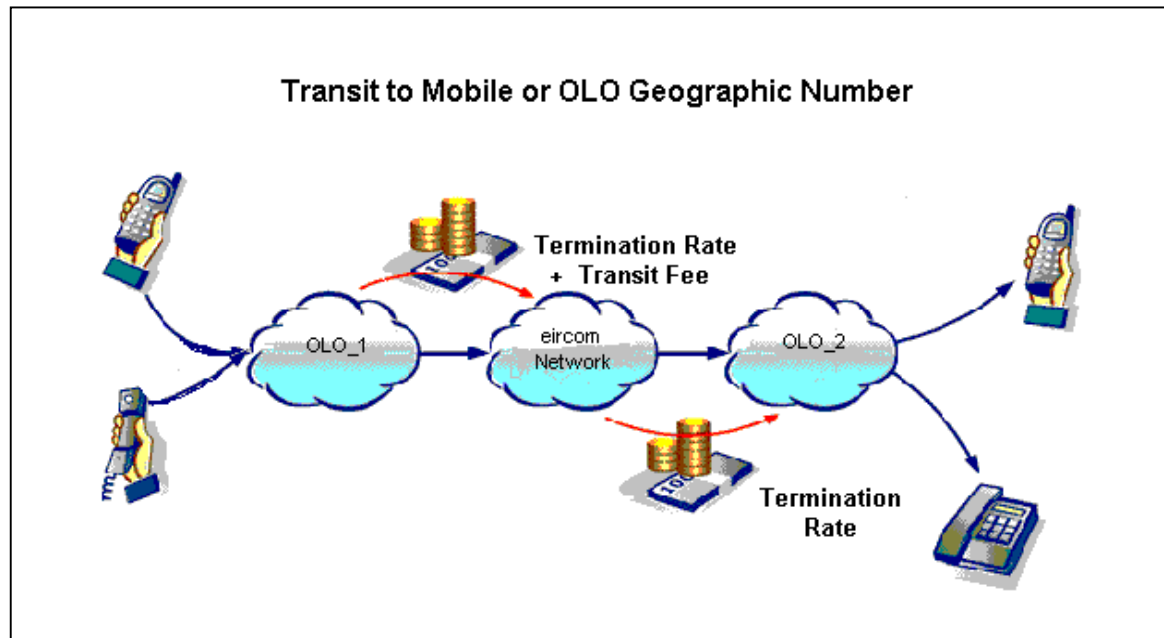 Transit to Mobile or OLO Geographic Number
Termination Rate
+ Transit Fee
OLO_1
eircom
Network
OLO_2
Termination
Rate